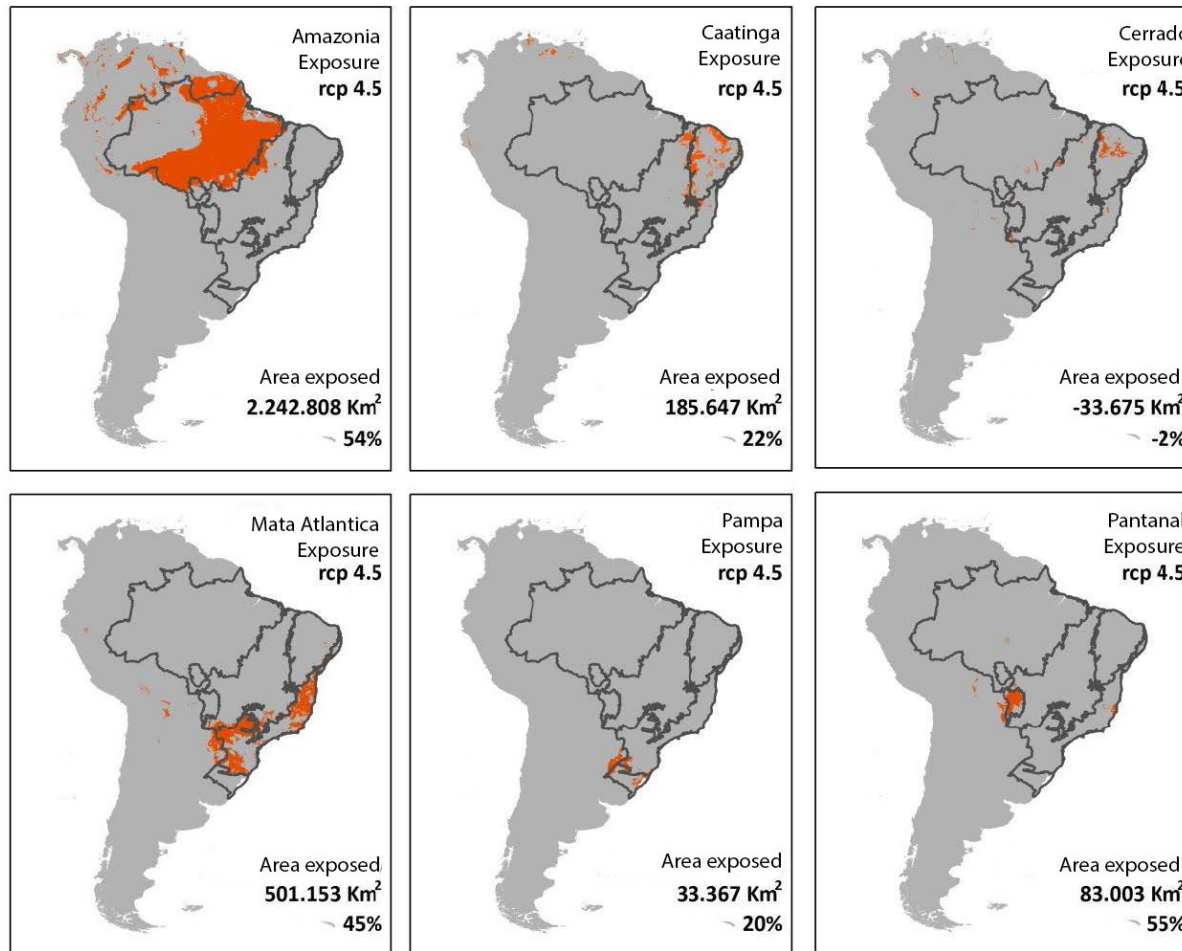 Amazonia
Exposure
rcp 4.5
Area exposed
2.242.808 Km²
54%
Caatinga
Exposure
rcp 4.5
Area exposed
185.647 Km²
22%
Cerrado
Exposure
rcp 4.5
Area exposed
-33.675 Km²
-2%
Mata Atlantica
Exposure
rcp 4.5
Area exposed
501.153 Km²
45%
Pampa
Exposure
rcp 4.5
Area exposed
33.367 Km²
20%
Pantanal
Exposure
rcp 4.5
Area exposed
83.003 Km²
55%